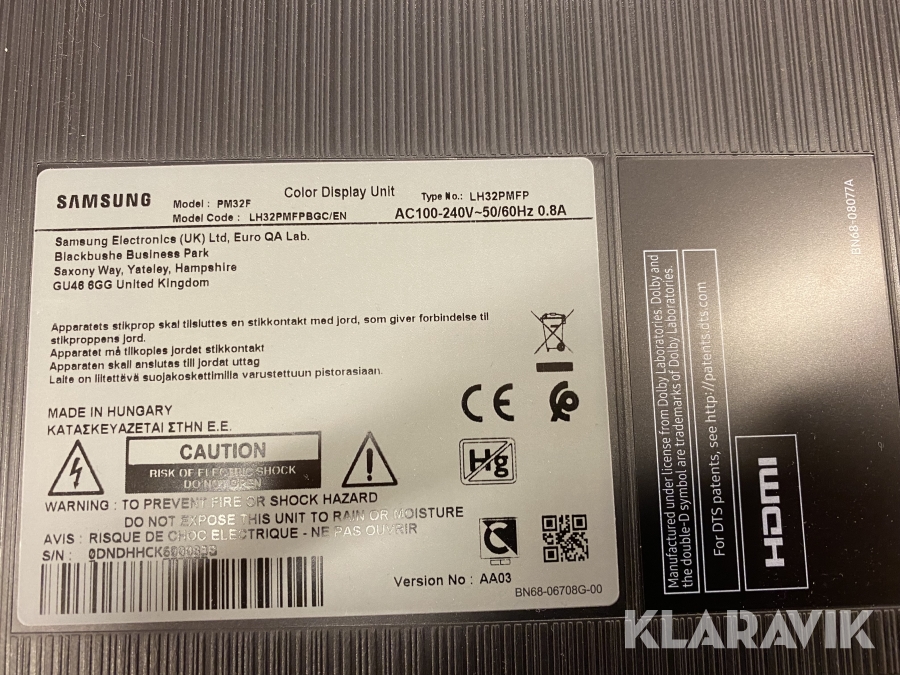 SAMSUNG
Color Display Unit
Model : PM32F
Type No.: LH32PMFP
Model Code : LH32PMFPBGC/EN
AC100-240V~50/60Hz 0.8A
Samsung Electronics (UK) Ltd, Euro QA Lab.
Blackbushe Business Park
Saxony Way, Yateley, Hampshire
GU46 6GG United Kingdom
Apparatets stikprop skal tilsluttes en stikkontakt med jord, som giver forbindelse til
stikproppens jord.
Apparatet må tilkoples jordet stikkontakt
Apparaten skall anslutas till jordat uttag
Laite on liitettävä suojakoskettimilla varustettuun pistorasiaan.
MADE IN HUNGARY
ΚΑΤΑΣΚΕΥΑΖΕΤΑΙ ΣΤΗΝ Ε.Ε.
CE
CAUTION
RISK OF ELECTRIC SHOCK
DO NOT OPEN
Hg
WARNING : TO PREVENT FIRE OR SHOCK HAZARD
DO NOT EXPOSE THIS UNIT TO RAIN OR MOISTURE
AVIS : RISQUE DE CHOC ELECTRIQUE - NE PAS OUVRIR
S/N :
Version No : AA03
BN68-06708G-00
BN68-08077A
Manufactured under license from Dolby Laboratories. Dolby and
the double-D symbol are trademarks of Dolby Laboratories.
For DTS patents, see http://patents.dts.com
HDMI
KLARAVIK